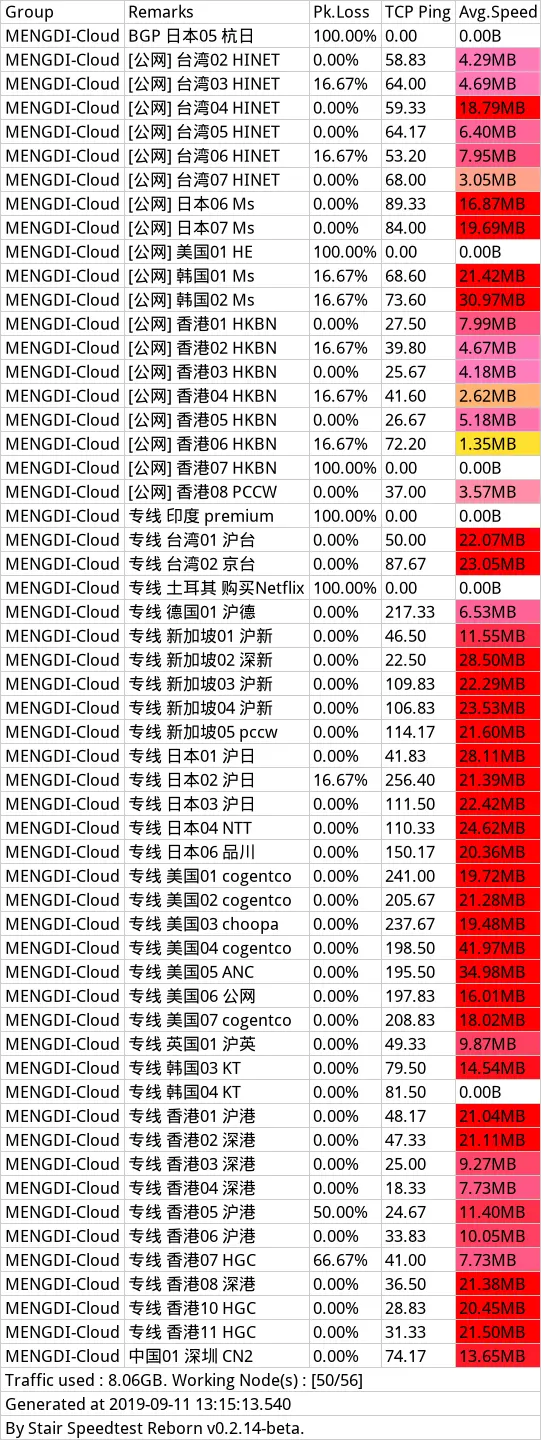 Group Remarks Pk.Loss TCP Ping Avg.Speed
MENGDI-Cloud BGP 日本05 杭日 100.00% 0.00 0.00B
MENGDI-Cloud [公网] 台湾02 HINET 0.00% 58.83 4.29MB
MENGDI-Cloud [公网] 台湾03 HINET 16.67% 64.00 4.69MB
MENGDI-Cloud [公网] 台湾04 HINET 0.00% 59.33 18.79MB
MENGDI-Cloud [公网] 台湾05 HINET 0.00% 64.17 6.40MB
MENGDI-Cloud [公网] 台湾06 HINET 16.67% 53.20 7.95MB
MENGDI-Cloud [公网] 台湾07 HINET 0.00% 68.00 3.05MB
MENGDI-Cloud [公网] 日本06 Ms 0.00% 89.33 16.87MB
MENGDI-Cloud [公网] 日本07 Ms 0.00% 84.00 19.69MB
MENGDI-Cloud [公网] 美国01 HE 100.00% 0.00 0.00B
MENGDI-Cloud [公网] 韩国01 Ms 16.67% 68.60 21.42MB
MENGDI-Cloud [公网] 韩国02 Ms 16.67% 73.60 30.97MB
MENGDI-Cloud [公网] 香港01 HKBN 0.00% 27.50 7.99MB
MENGDI-Cloud [公网] 香港02 HKBN 16.67% 39.80 4.67MB
MENGDI-Cloud [公网] 香港03 HKBN 0.00% 25.67 4.18MB
MENGDI-Cloud [公网] 香港04 HKBN 16.67% 41.60 2.62MB
MENGDI-Cloud [公网] 香港05 HKBN 0.00% 26.67 5.18MB
MENGDI-Cloud [公网] 香港06 HKBN 16.67% 72.20 1.35MB
MENGDI-Cloud [公网] 香港07 HKBN 100.00% 0.00 0.00B
MENGDI-Cloud [公网] 香港08 PCCW 0.00% 37.00 3.57MB
MENGDI-Cloud 专线 印度 premium 100.00% 0.00 0.00B
MENGDI-Cloud 专线 台湾01 沪台 0.00% 50.00 22.07MB
MENGDI-Cloud 专线 台湾02 京台 0.00% 87.67 23.05MB
MENGDI-Cloud 专线 土耳其 购买Netflix 100.00% 0.00 0.00B
MENGDI-Cloud 专线 德国01 沪德 0.00% 217.33 6.53MB
MENGDI-Cloud 专线 新加坡01 沪新 0.00% 46.50 11.55MB
MENGDI-Cloud 专线 新加坡02 深新 0.00% 22.50 28.50MB
MENGDI-Cloud 专线 新加坡03 沪新 0.00% 109.83 22.29MB
MENGDI-Cloud 专线 新加坡04 沪新 0.00% 106.83 23.53MB
MENGDI-Cloud 专线 新加坡05 pccw 0.00% 114.17 21.60MB
MENGDI-Cloud 专线 日本01 沪日 0.00% 41.83 28.11MB
MENGDI-Cloud 专线 日本02 沪日 16.67% 256.40 21.39MB
MENGDI-Cloud 专线 日本03 沪日 0.00% 111.50 22.42MB
MENGDI-Cloud 专线 日本04 NTT 0.00% 110.33 24.62MB
MENGDI-Cloud 专线 日本06 品川 0.00% 150.17 20.36MB
MENGDI-Cloud 专线 美国01 cogentco 0.00% 241.00 19.72MB
MENGDI-Cloud 专线 美国02 cogentco 0.00% 205.67 21.28MB
MENGDI-Cloud 专线 美国03 choopa 0.00% 237.67 19.48MB
MENGDI-Cloud 专线 美国04 cogentco 0.00% 198.50 41.97MB
MENGDI-Cloud 专线 美国05 ANC 0.00% 195.50 34.98MB
MENGDI-Cloud 专线 美国06 公网 0.00% 197.83 16.01MB
MENGDI-Cloud 专线 美国07 cogentco 0.00% 208.83 18.02MB
MENGDI-Cloud 专线 英国01 沪英 0.00% 49.33 9.87MB
MENGDI-Cloud 专线 韩国03 KT 0.00% 79.50 14.54MB
MENGDI-Cloud 专线 韩国04 KT 0.00% 81.50 0.00B
MENGDI-Cloud 专线 香港01 沪港 0.00% 48.17 21.04MB
MENGDI-Cloud 专线 香港02 深港 0.00% 47.33 21.11MB
MENGDI-Cloud 专线 香港03 深港 0.00% 25.00 9.27MB
MENGDI-Cloud 专线 香港04 深港 0.00% 18.33 7.73MB
MENGDI-Cloud 专线 香港05 沪港 50.00% 24.67 11.40MB
MENGDI-Cloud 专线 香港06 沪港 0.00% 33.83 10.05MB
MENGDI-Cloud 专线 香港07 HGC 66.67% 41.00 7.73MB
MENGDI-Cloud 专线 香港08 深港 0.00% 36.50 21.38MB
MENGDI-Cloud 专线 香港10 HGC 0.00% 28.83 20.45MB
MENGDI-Cloud 专线 香港11 HGC 0.00% 31.33 21.50MB
MENGDI-Cloud 中国01 深圳 CN2 0.00% 74.17 13.65MB
Traffic used : 8.06GB. Working Node(s) : [50/56]
Generated at 2019-09-11 13:15:13.540
By Stair Speedtest Reborn v0.2.14-beta.